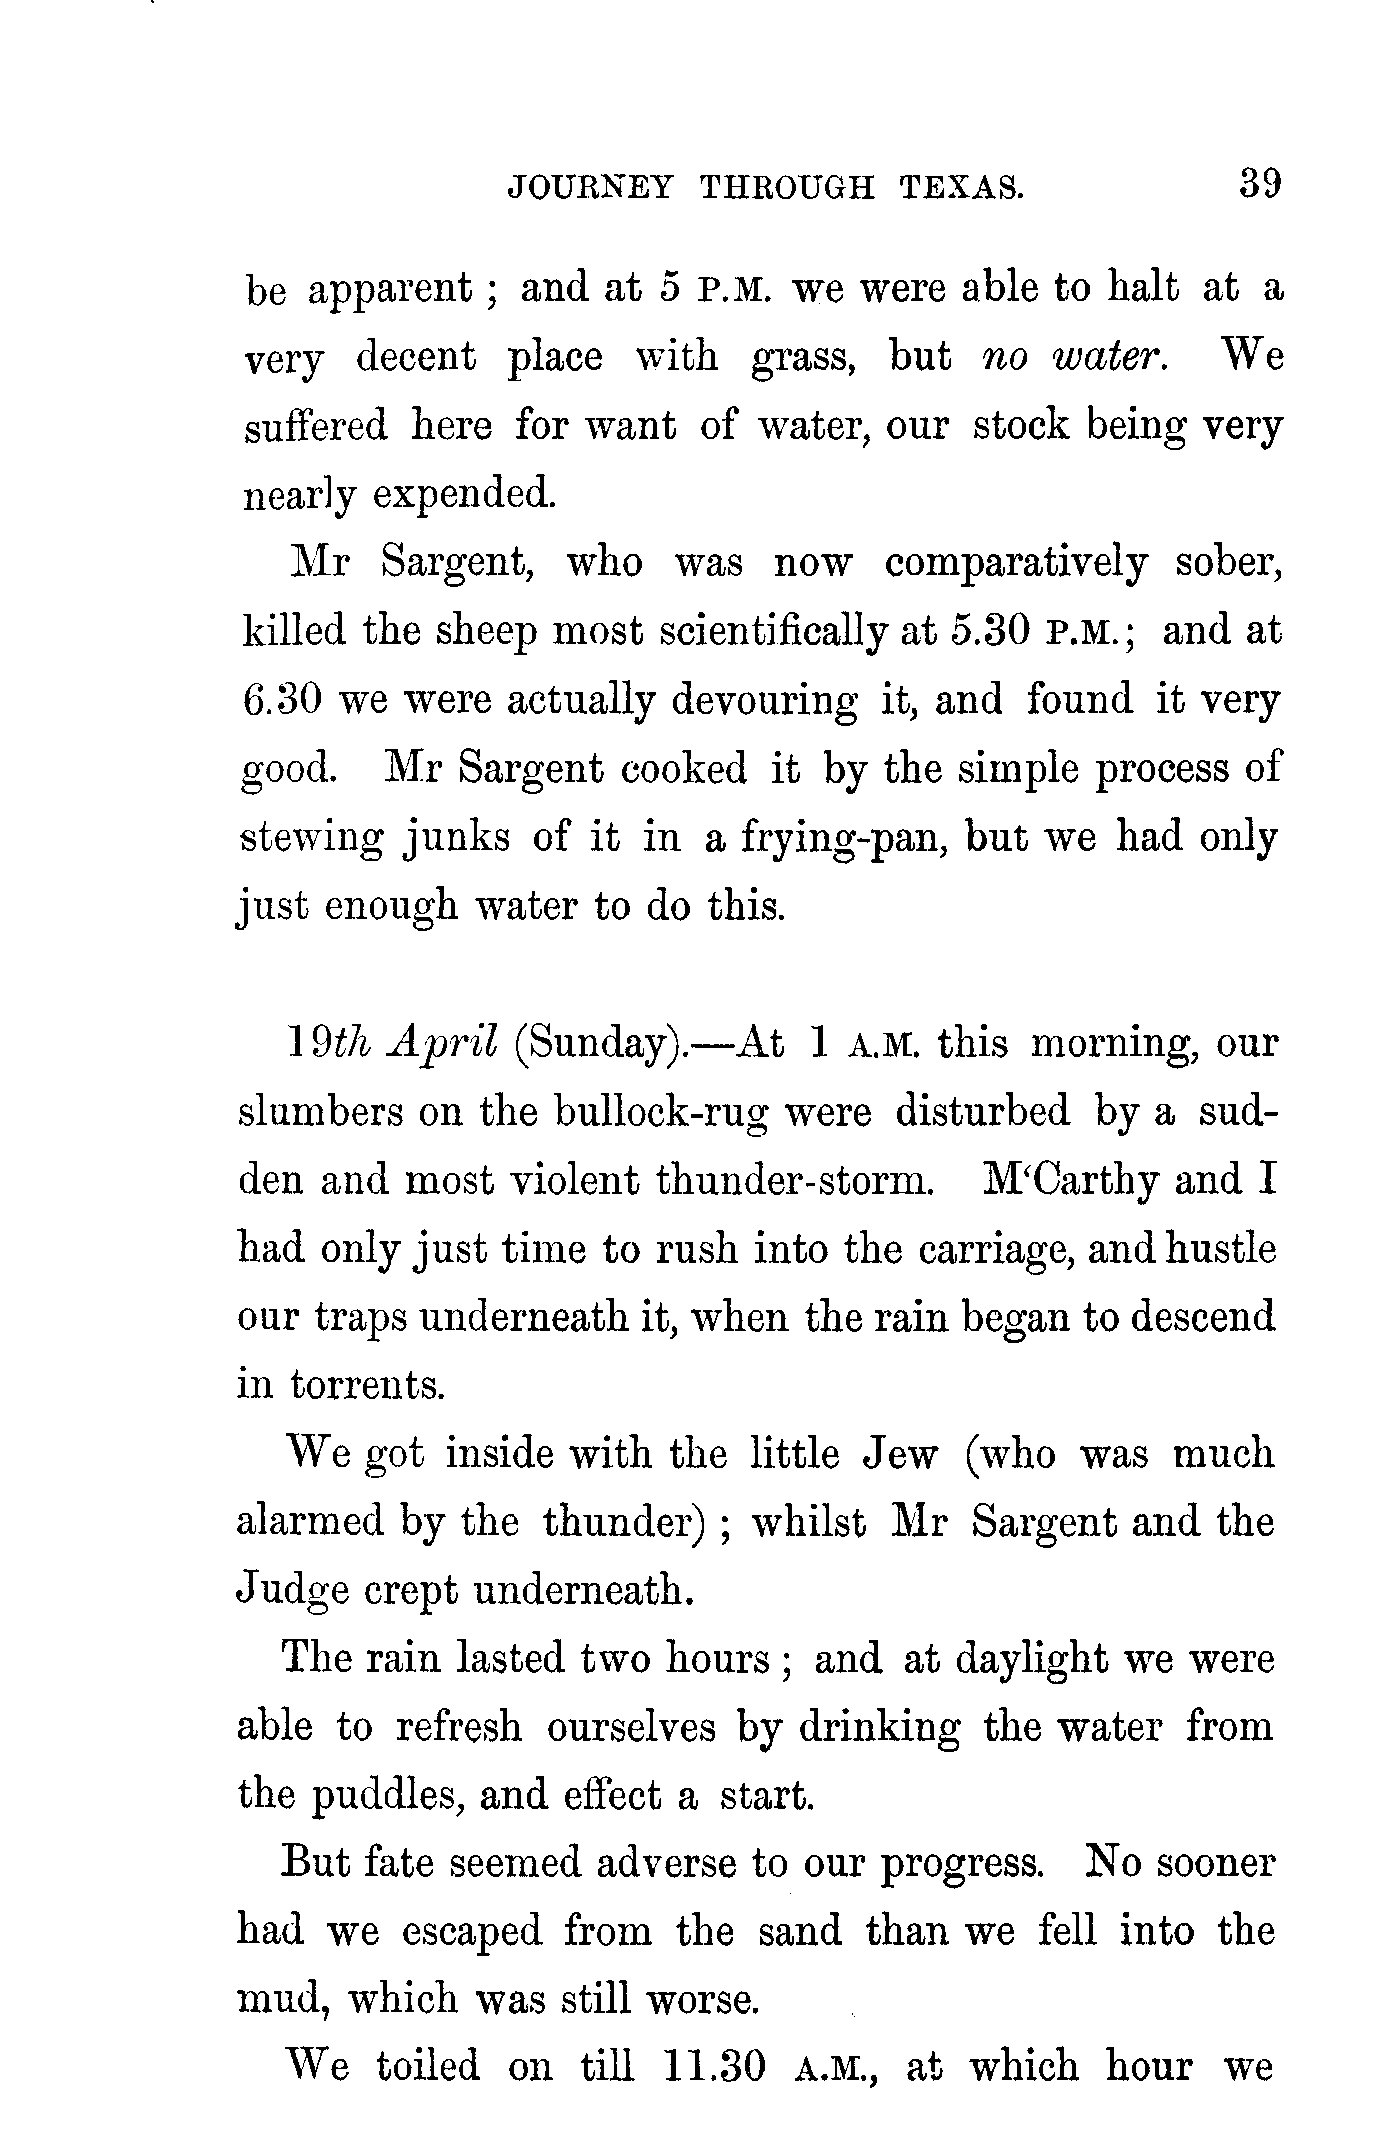 JOURNEY THROUGH TEXAS. 39
be apparent ; and at 5 P.M. we were able to halt at a
very decent place with grass, but no water. We
suffered here for want of water, our stock being very
nearly expended.
Mr Sargent, who was now comparatively sober,
killed the sheep most scientifically at 5.30 P.M.; and at
6.30 we were actually devouring it, and found it very
good. Mr Sargent cooked it by the simple process of
stewing junks of it in a frying-pan, but we had only
just enough water to do this.
19th April (Sunday).—At 1 A.M. this morning, our
slumbers on the bullock-rug were disturbed by a sud-
den and most violent thunder-storm. M‘Carthy and I
had only just time to rush into the carriage, and hustle
our traps underneath it, when the rain began to descend
in torrents.
We got inside with the little Jew (who was much
alarmed by the thunder) ; whilst Mr Sargent and the
Judge crept underneath.
The rain lasted two hours ; and at daylight we were
able to refresh ourselves by drinking the water from
the puddles, and effect a start.
But fate seemed adverse to our progress. No sooner
had we escaped from the sand than we fell into the
mud, which was still worse.
We toiled on till 11.30 A.M., at which hour we